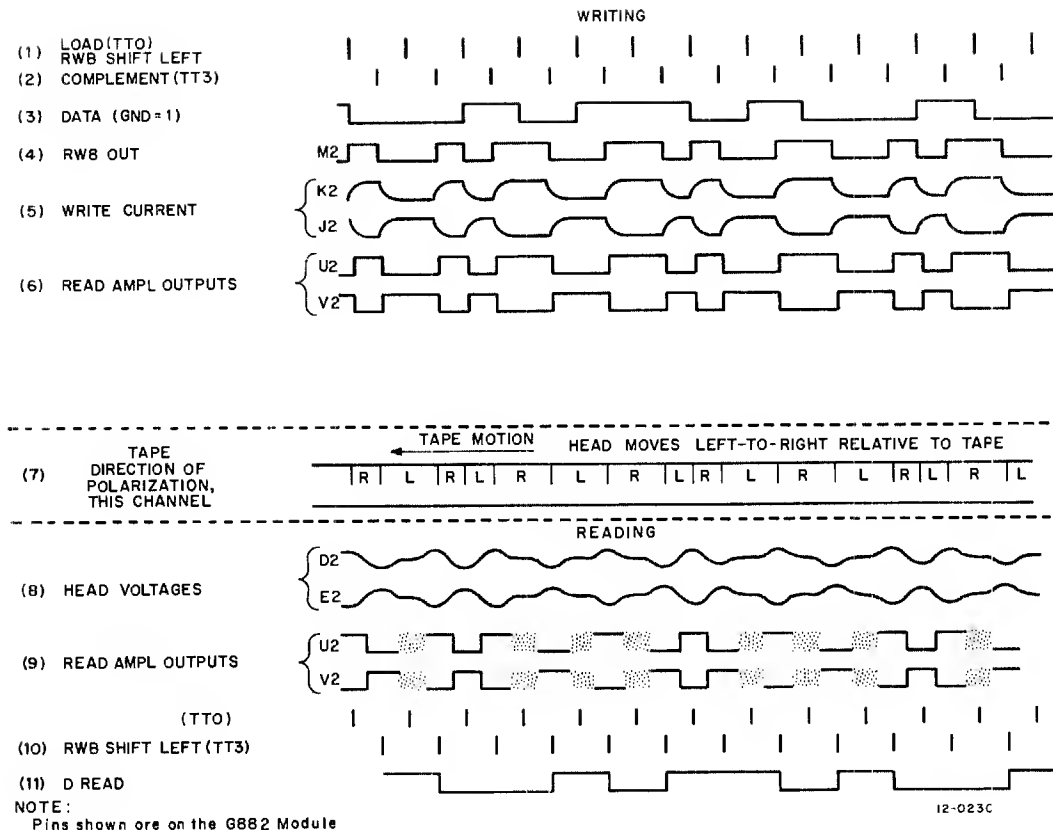 WRITING
(1) LOAD (TTO)
RWB SHIFT LEFT
(2) COMPLEMENT (TT3)
(3) DATA (GND=1)
(4) RWB OUT M2
K2
(5) WRITE CURRENT
J2
U2
(6) READ AMPL OUTPUTS
V2
TAPE MOTION HEAD MOVES LEFT-TO-RIGHT RELATIVE TO TAPE
(7) TAPE
DIRECTION OF
POLARIZATION,
THIS CHANNEL
R L R L R L R L R L R L R L R L
READING
D2
(8) HEAD VOLTAGES
E2
U2
(9) READ AMPL OUTPUTS
V2
(TTO)
(10) RWB SHIFT LEFT (TT3)
(11) D READ
NOTE:
12-0230
Pins shown are on the G882 Module